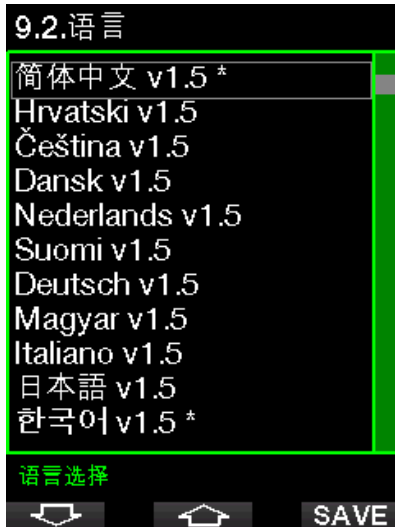 9.2.语言
简体中文 v1.5 *
Hrvatski v1.5
Čeština v1.5
Dansk v1.5
Nederlands v1.5
Suomi v1.5
Deutsch v1.5
Magyar v1.5
Italiano v1.5
日本語 v1.5
한국어 v1.5 *
语言选择
SAVE